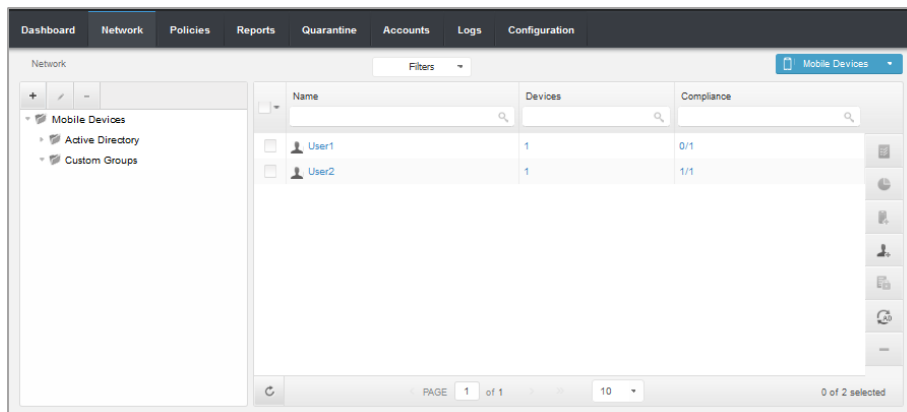 Dashboard Network Policies Reports Quarantine Accounts Logs Configuration
Network Filters Mobile Devices
Mobile Devices
Active Directory
Custom Groups
Name Devices Compliance
User1 1 0/1
User2 1 1/1
PAGE 1 of 1 10 0 of 2 selected